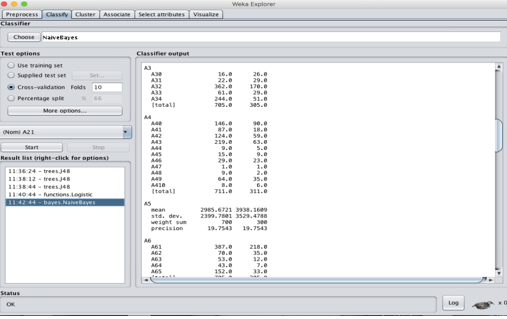 Weka Explorer
Preprocess Classify Cluster Associate Select attributes Visualize
Classifier
Choose NaiveBayes
Test options
Use training set
Supplied test set Set...
Cross-validation Folds 10
Percentage split % 66
More options...
(Nom) A21
Start Stop
Result list (right-click for options)
11:36:24 - trees.J48
11:38:12 - trees.J48
11:38:44 - trees.J48
11:40:44 - functions.Logistic
11:42:44 - bayes.NaiveBayes
Classifier output
A3
A30 16.0 26.0
A31 22.0 29.0
A32 362.0 170.0
A33 61.0 29.0
A34 244.0 51.0
[total] 705.0 305.0
A4
A40 146.0 90.0
A41 87.0 18.0
A42 124.0 59.0
A43 219.0 63.0
A44 9.0 5.0
A45 15.0 9.0
A46 29.0 23.0
A47 1.0 1.0
A48 9.0 2.0
A49 64.0 35.0
A410 8.0 6.0
[total] 711.0 311.0
A5
mean 2985.6721 3938.1609
std. dev. 2399.7801 3529.4788
weight sum 700 300
precision 19.7543 19.7543
A6
A61 387.0 218.0
A62 70.0 35.0
A63 53.0 12.0
A64 43.0 7.0
A65 152.0 33.0
Status
OK
Log
x 0